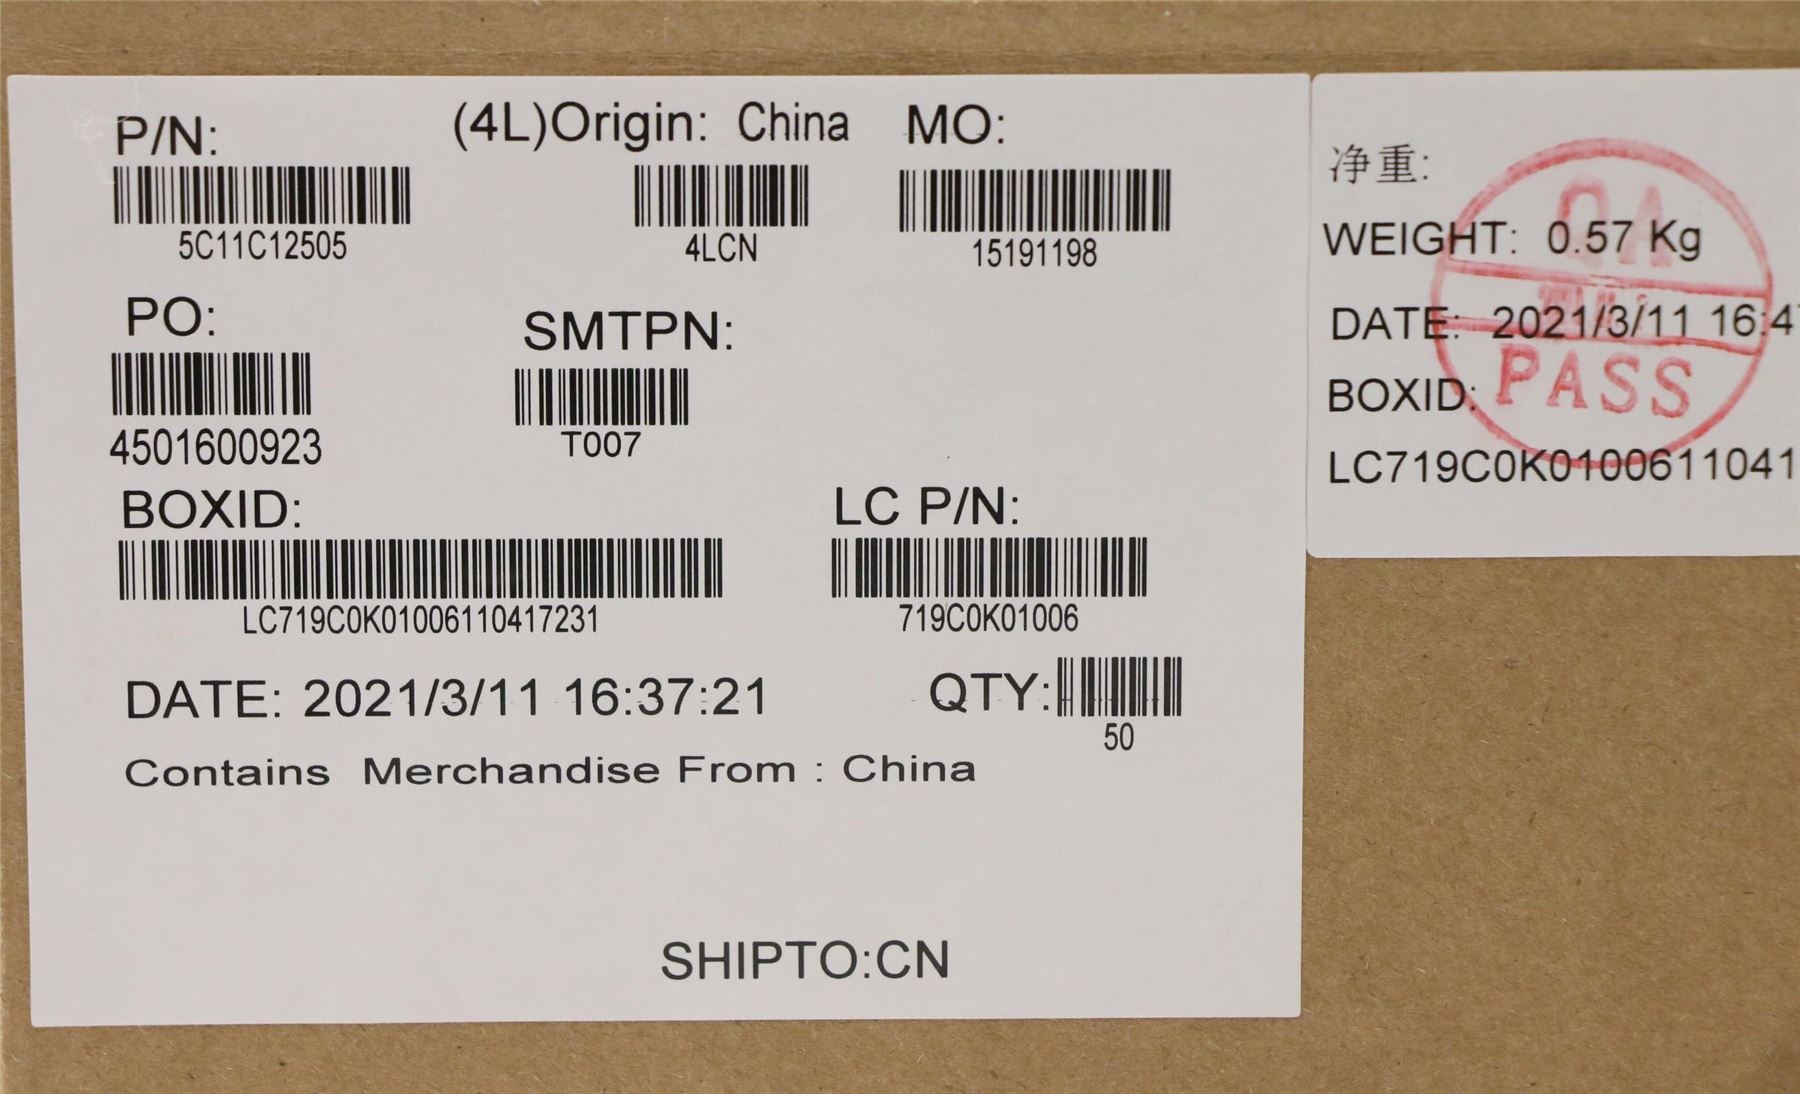 P/N: (4L)Origin: China MO:
5C11C12505 4LCN 15191198
PO: SMTPN:
4501600923 T007
BOXID: LC P/N:
LC719C0K01006110417231 719C0K01006
DATE: 2021/3/11 16:37:21 QTY:
50
Contains Merchandise From : China
SHIPTO:CN
净重:
WEIGHT: 0.57 Kg
DATE: 2021/3/11 16:4
BOXID:
LC719C0K0100611041
QA
PASS